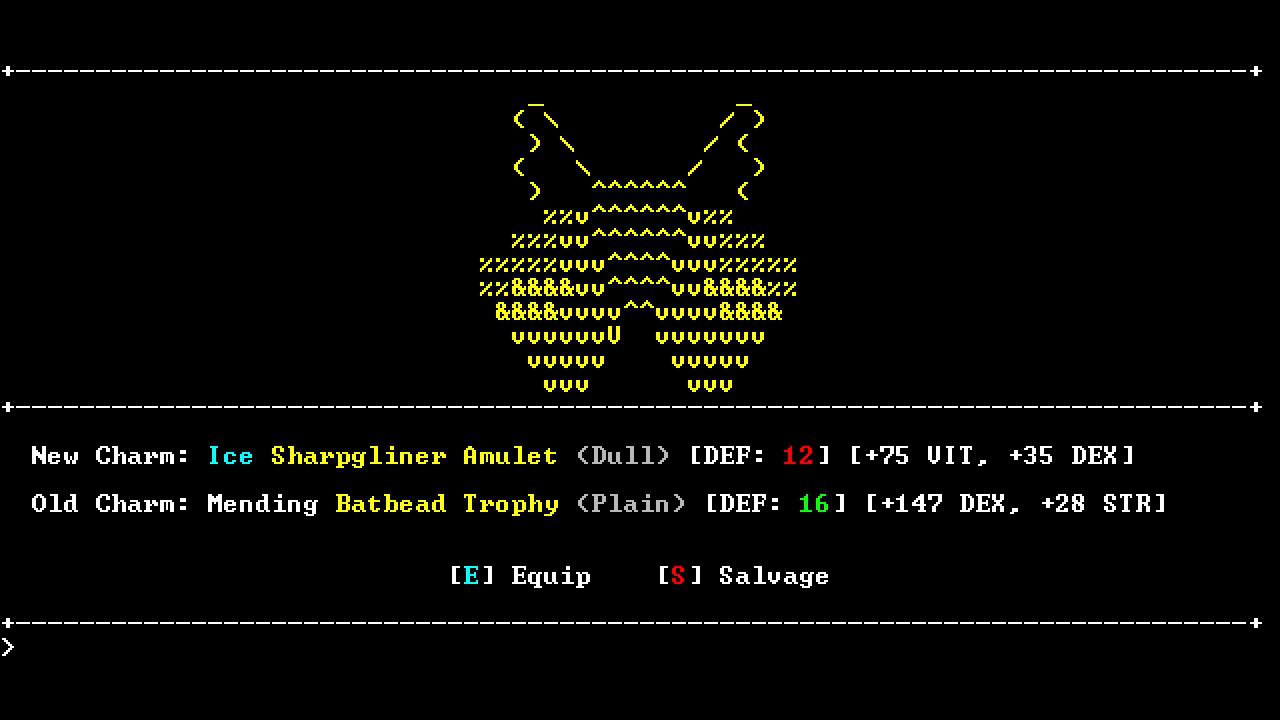 New Charm: Ice Sharpgliner Amulet (Dull) [DEF: 12] [+75 VIT, +35 DEX]
Old Charm: Mending Batbead Trophy (Plain) [DEF: 16] [+147 DEX, +28 STR]
[E] Equip    [S] Salvage
>